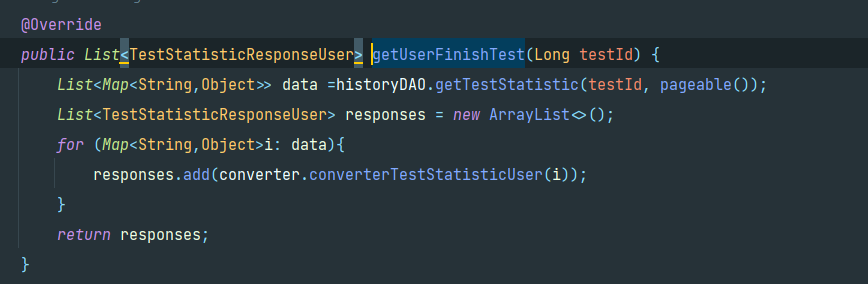 @Override
public List<TestStatisticResponseUser> getUserFinishTest(Long testId) {
List<Map<String,Object>> data =historyDAO.getTestStatistic(testId, pageable());
List<TestStatisticResponseUser> responses = new ArrayList<>();
for (Map<String,Object>i: data){
responses.add(converter.converterTestStatisticUser(i));
}
return responses;
}